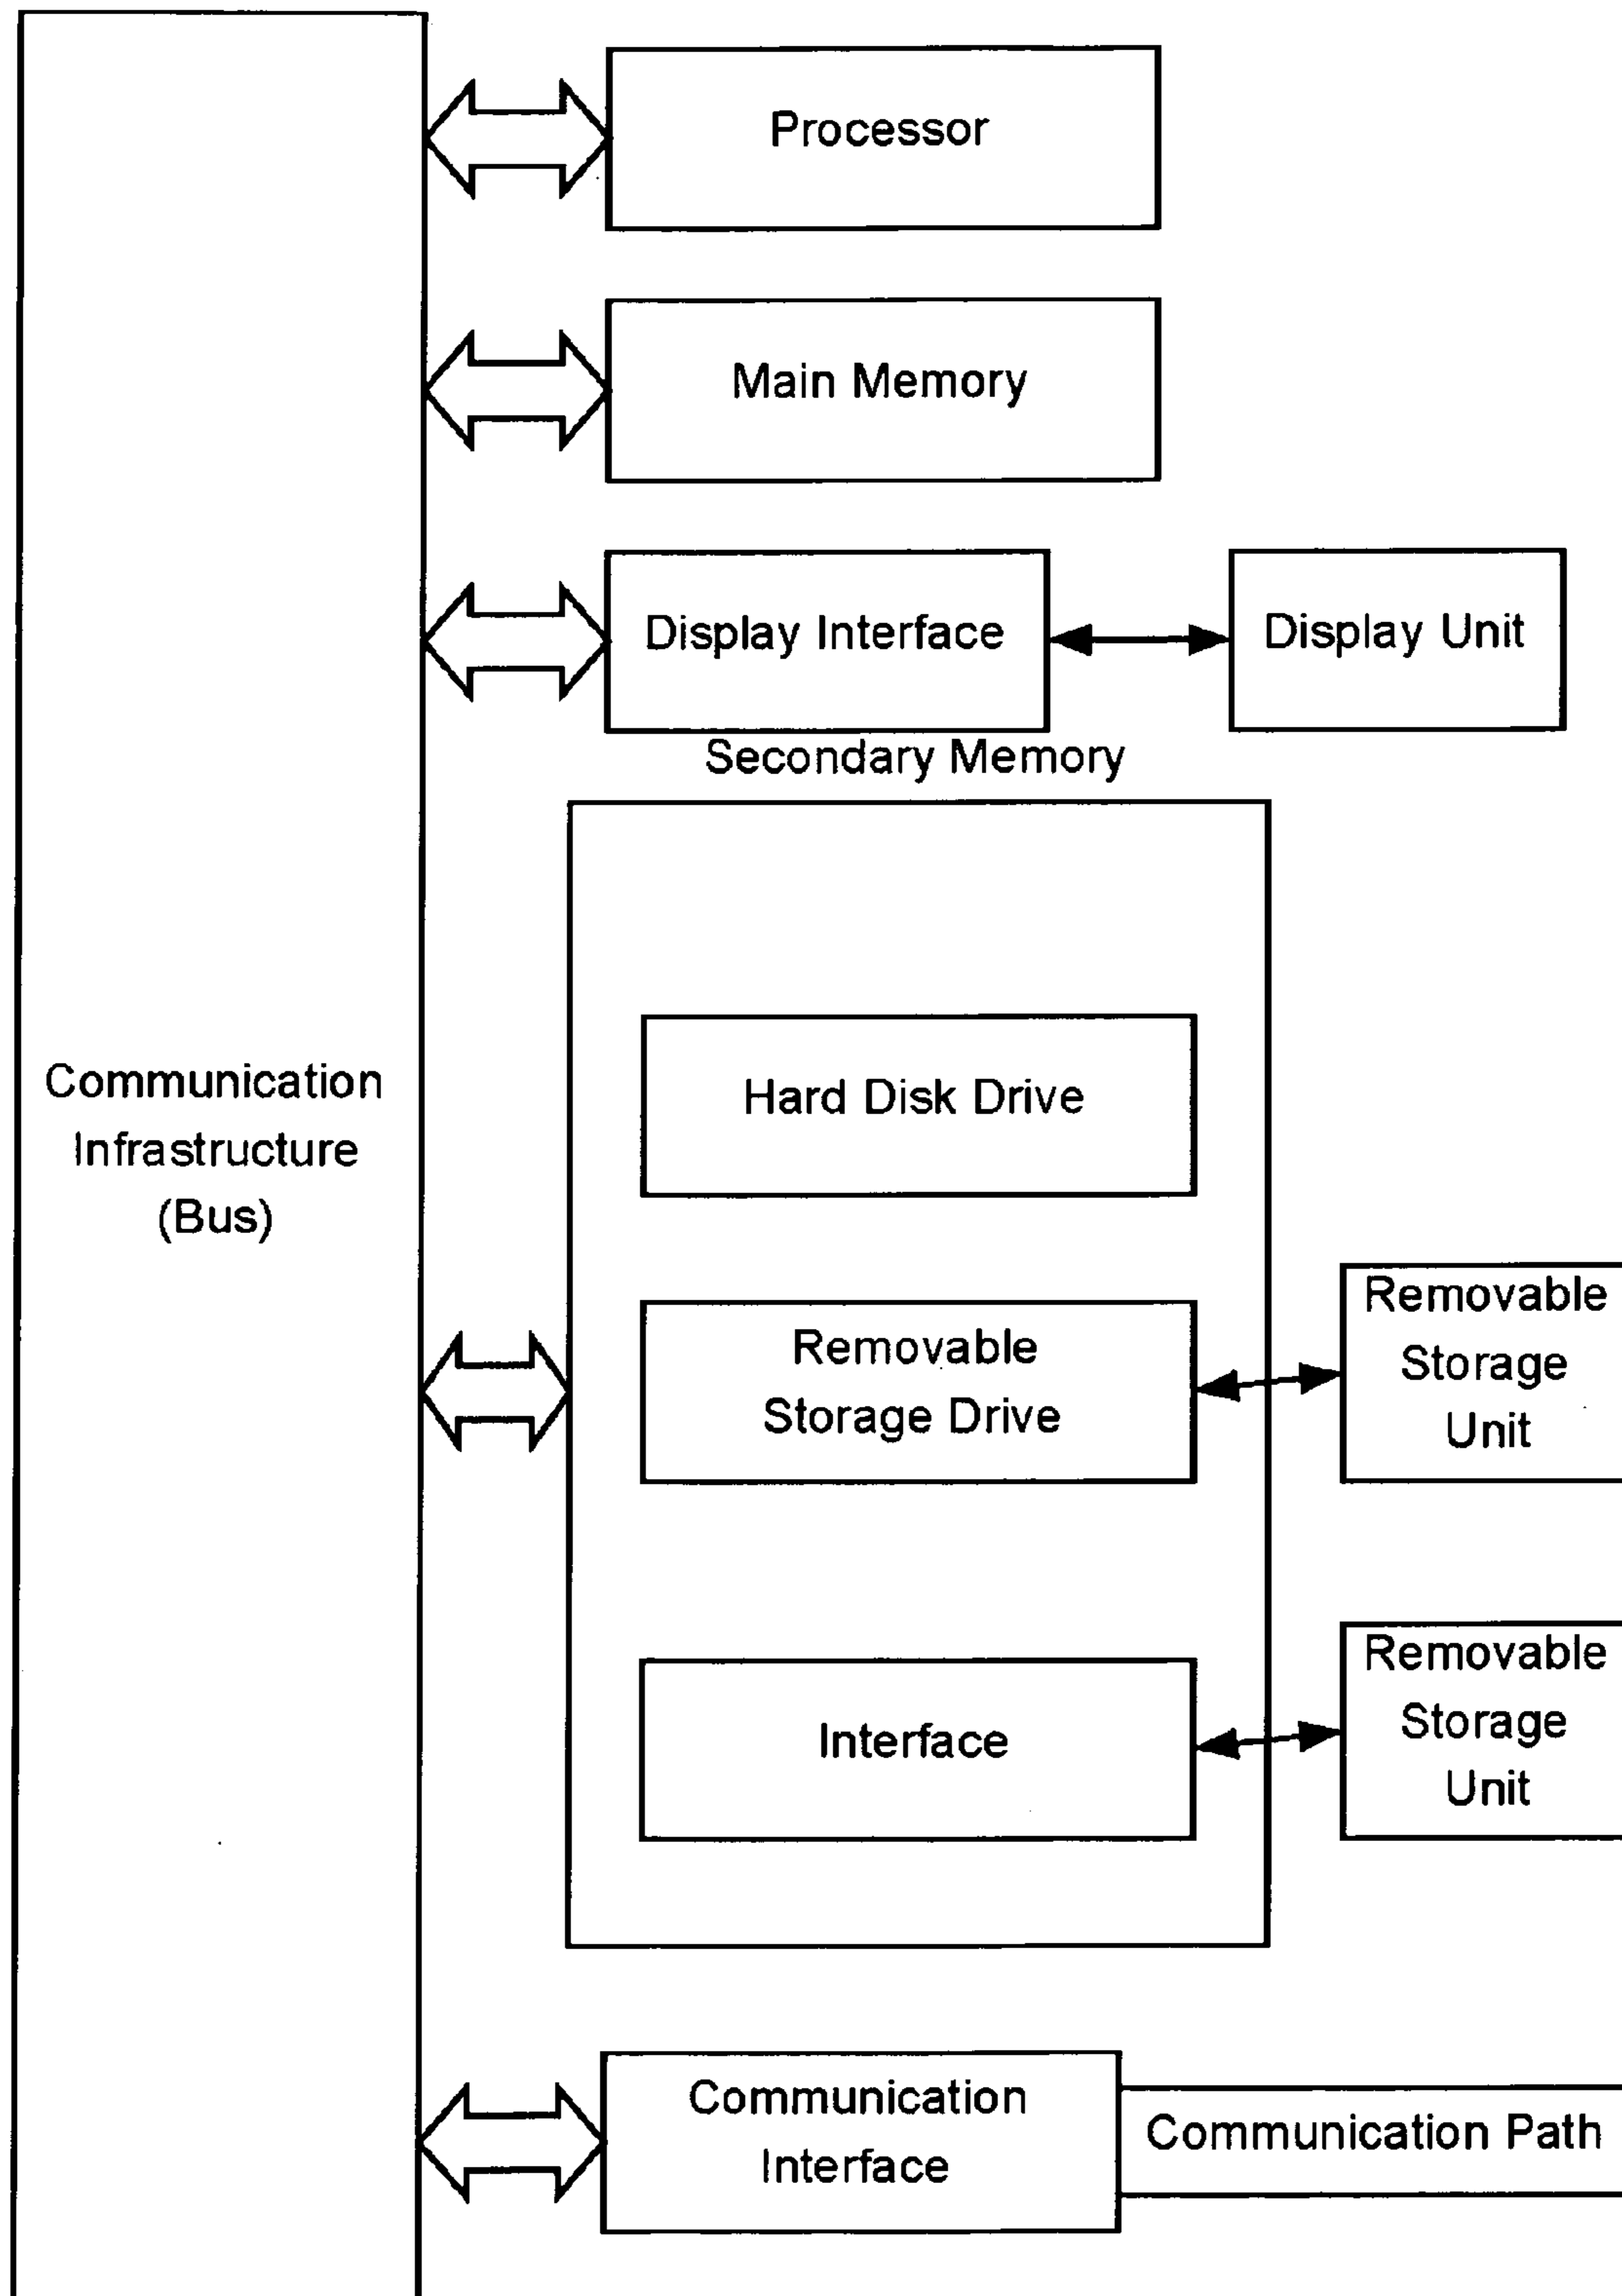 Processor
Main Memory
Display Interface
Display Unit
Secondary Memory
Hard Disk Drive
Communication
Infrastructure
(Bus)
Removable
Storage Drive
Removable
Storage
Unit
Interface
Removable
Storage
Unit
Communication
Interface
Communication Path